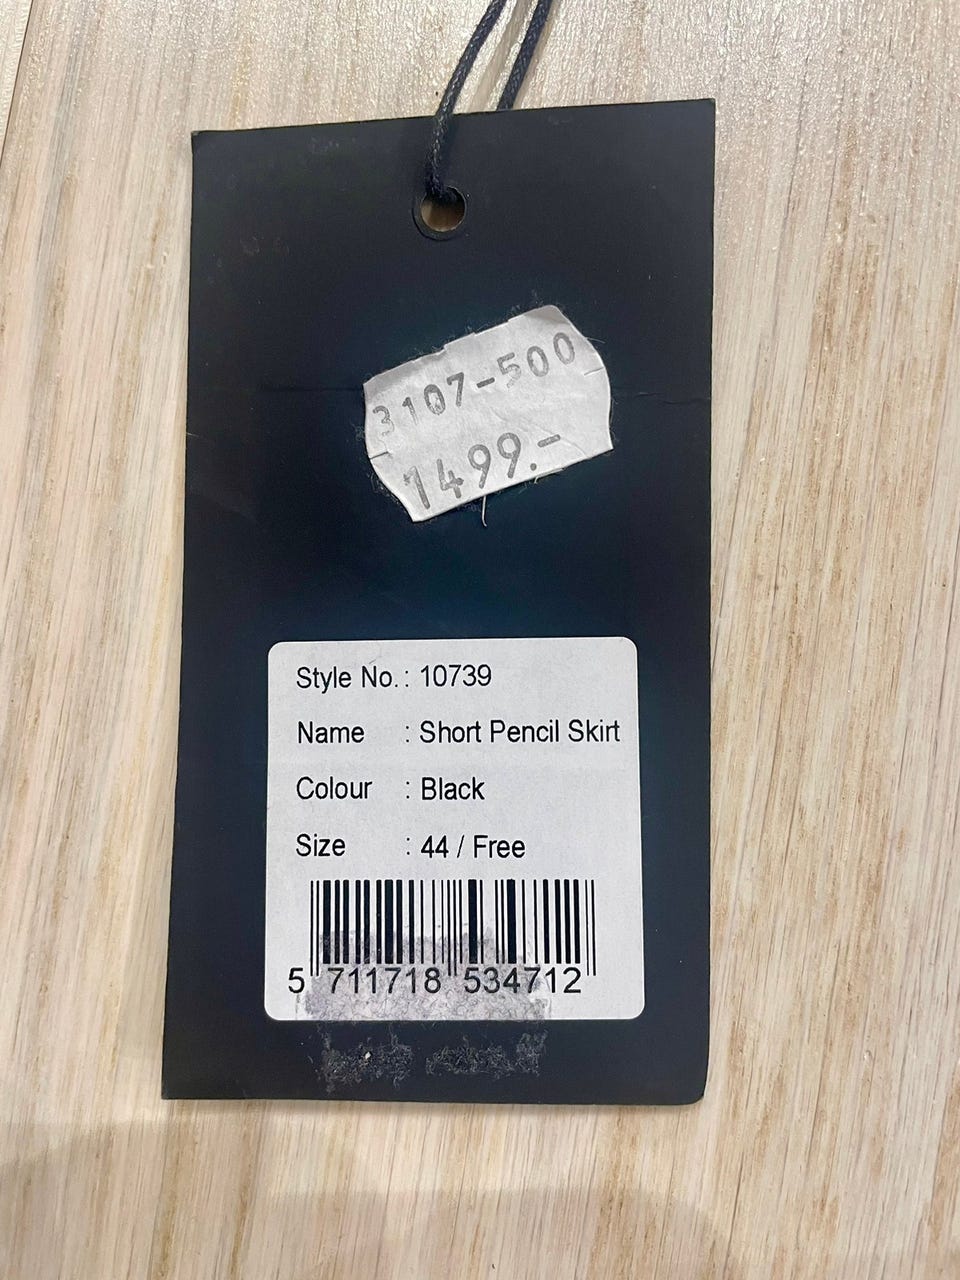 3107-500
1499.-
Style No. : 10739
Name : Short Pencil Skirt
Colour : Black
Size : 44 / Free
5 711718 534712